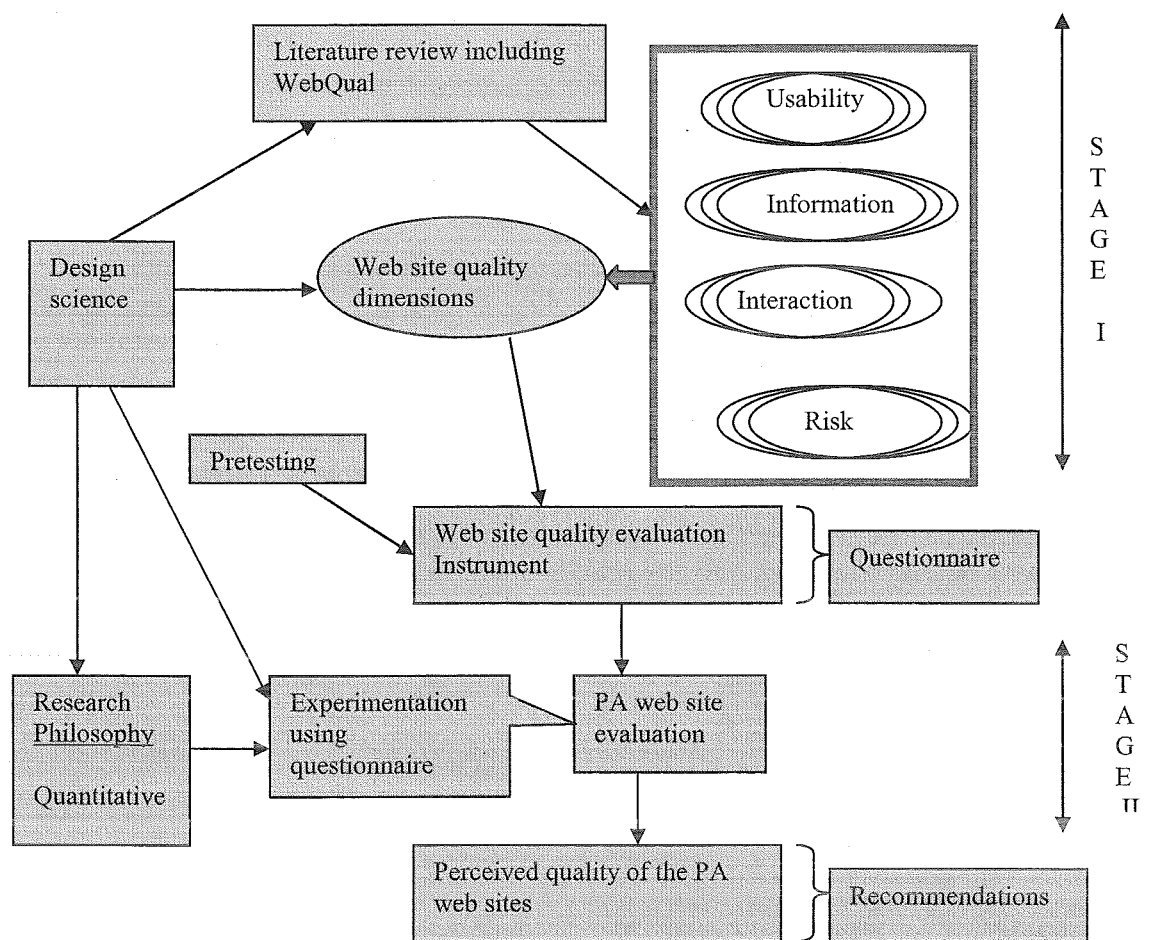 Literature review including
WebQual
Usability
Information
Interaction
Risk
S
T
A
G
E
I
Design
science
Web site quality
dimensions
Pretesting
Web site quality evaluation
Instrument
Questionnaire
Research
Philosophy
Quantitative
Experimentation
using
questionnaire
PA web site
evaluation
S
T
A
G
E
II
Perceived quality of the PA
web sites
Recommendations